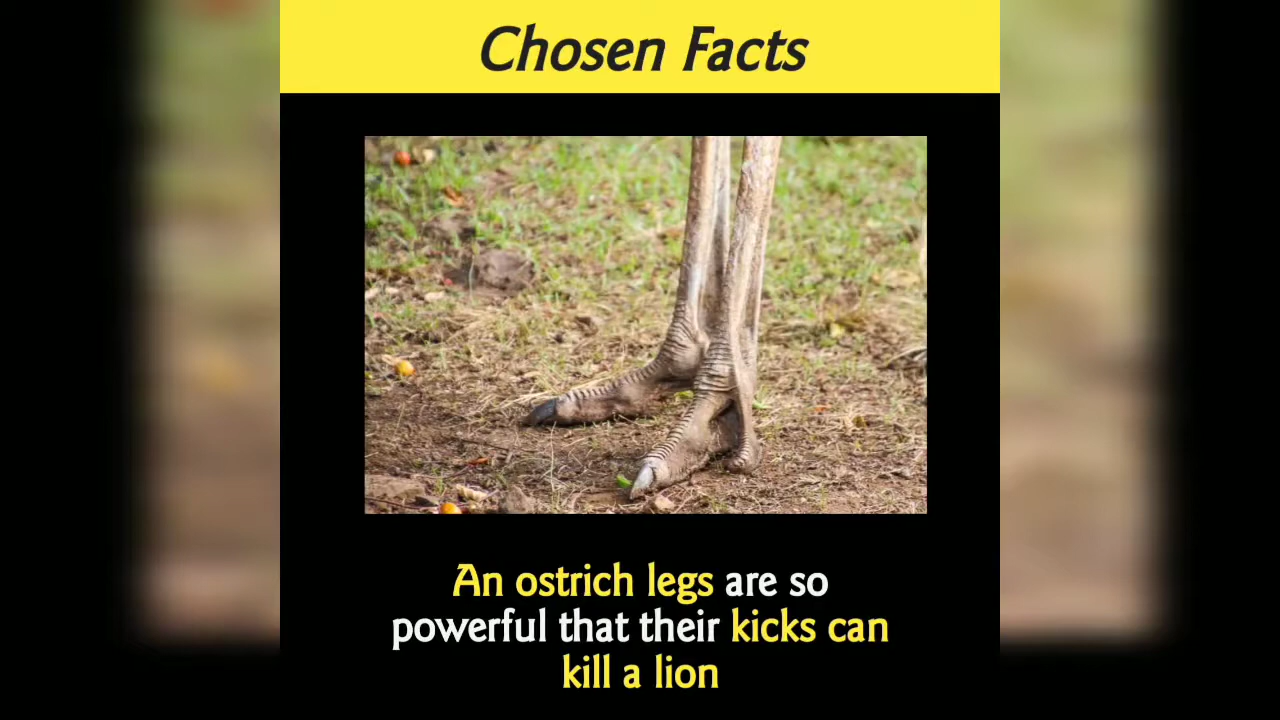 Chosen Facts
An ostrich legs are so
powerful that their kicks can
kill a lion